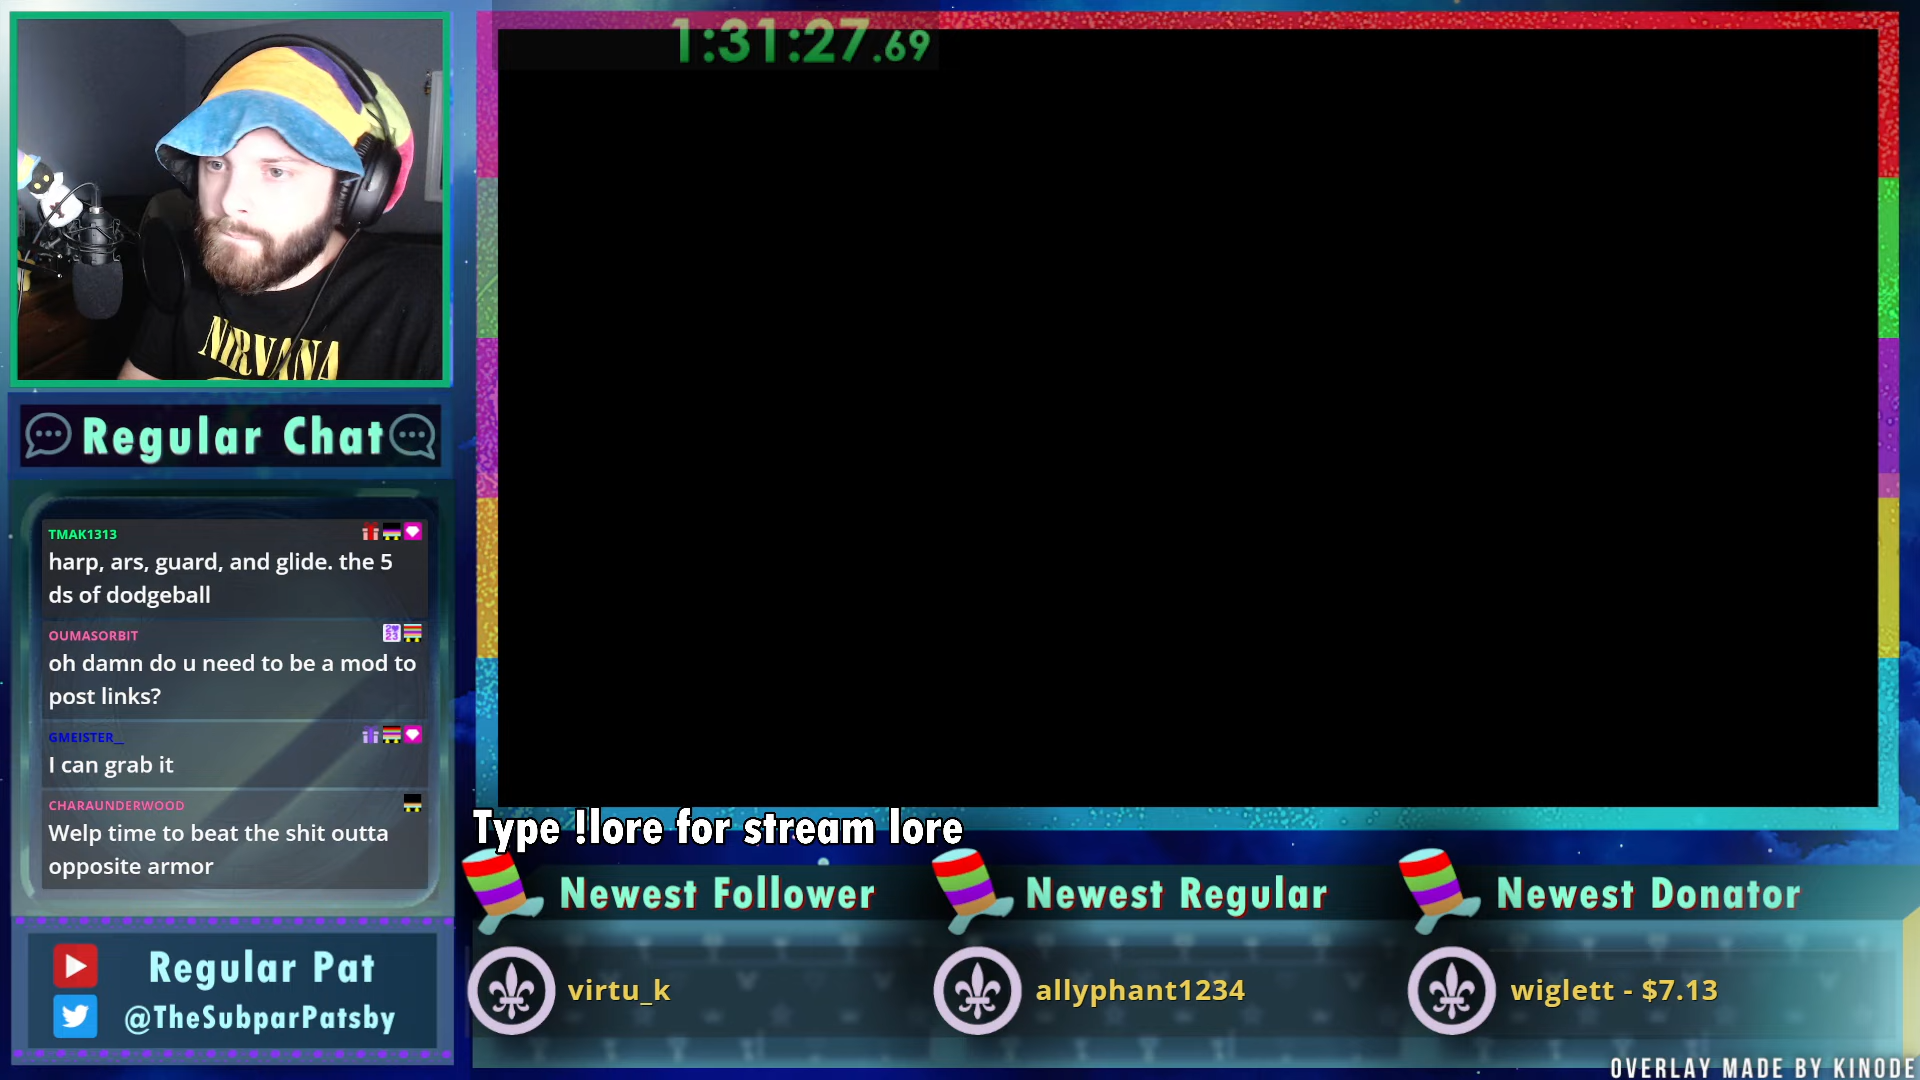 1:31:27.69
NIRVANA
Regular Chat
TMAK1313
harp, ars, guard, and glide. the 5
ds of dodgeball
OUMASORBIT
oh damn do u need to be a mod to
post links?
GMEISTER__
I can grab it
CHARAUNDERWOOD
Welp time to beat the shit outta
opposite armor
Regular Pat
@TheSubparPatsby
Type !lore for stream lore
Newest Follower
virtu_k
Newest Regular
allyphant1234
Newest Donator
wiglett - $7.13
OVERLAY MADE BY KINODE